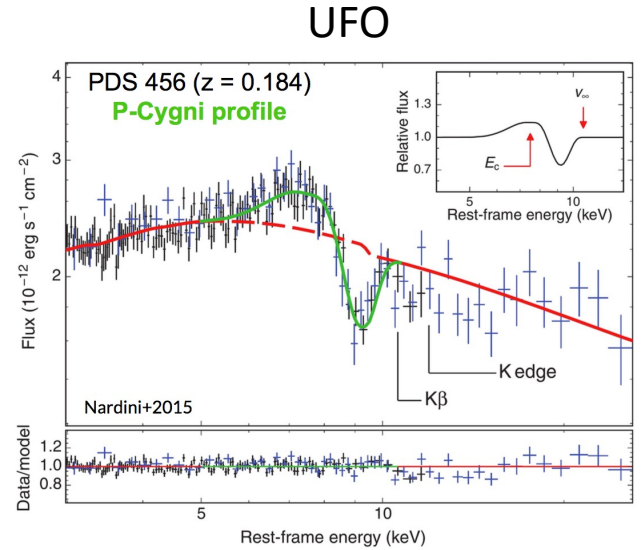 UFO
PDS 456 (z = 0.184)
P-Cygni profile
4
3
2
Flux (10⁻¹² erg s⁻¹ cm⁻²)
1.3
1.0
0.7
Relative flux
v∞
E꜀
5
10
Rest-frame energy (keV)
K edge
Kβ
Nardini+2015
1.2
1.0
0.8
Data/model
5
10
Rest-frame energy (keV)